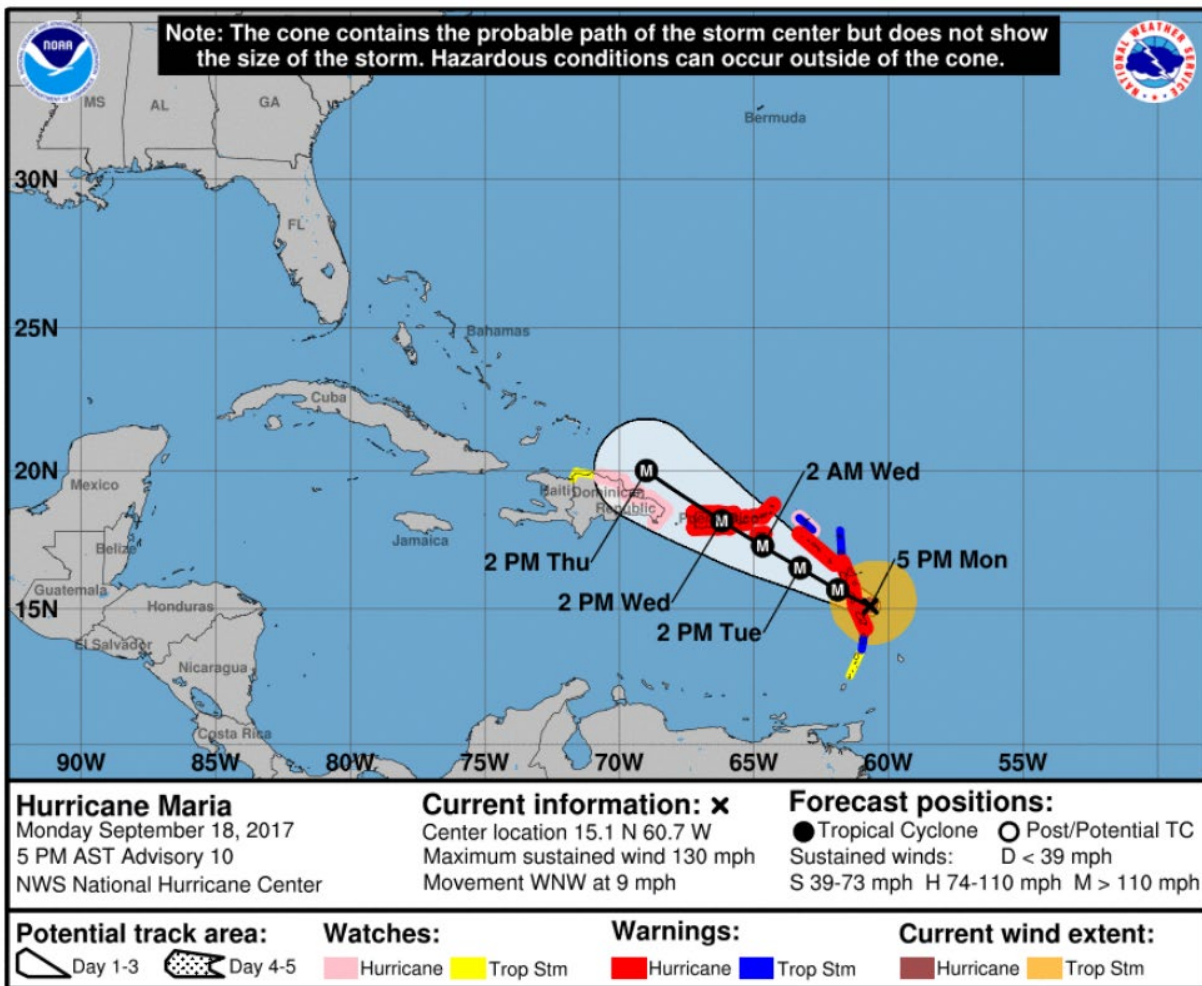 Note: The cone contains the probable path of the storm center but does not show
the size of the storm. Hazardous conditions can occur outside of the cone.
NOAA
NATIONAL WEATHER SERVICE
MS
AL
GA
Bermuda
30N
FL
25N
Bahamas
Cuba
20N
Mexico
Haiti
Dominican
Republic
Jamaica
Belize
Guatemala
Honduras
15N
El Salvador
Nicaragua
Costa Rica
M
M
M
M
M
2 AM Wed
5 PM Mon
2 PM Thu
2 PM Wed
2 PM Tue
90W 85W 80W 75W 70W 65W 60W 55W
Hurricane Maria
Monday September 18, 2017
5 PM AST Advisory 10
NWS National Hurricane Center
Current information: ×
Center location 15.1 N 60.7 W
Maximum sustained wind 130 mph
Movement WNW at 9 mph
Forecast positions:
Tropical Cyclone Post/Potential TC
Sustained winds: D < 39 mph
S 39-73 mph H 74-110 mph M > 110 mph
Potential track area:
Day 1-3 Day 4-5
Watches:
Hurricane Trop Stm
Warnings:
Hurricane Trop Stm
Current wind extent:
Hurricane Trop Stm